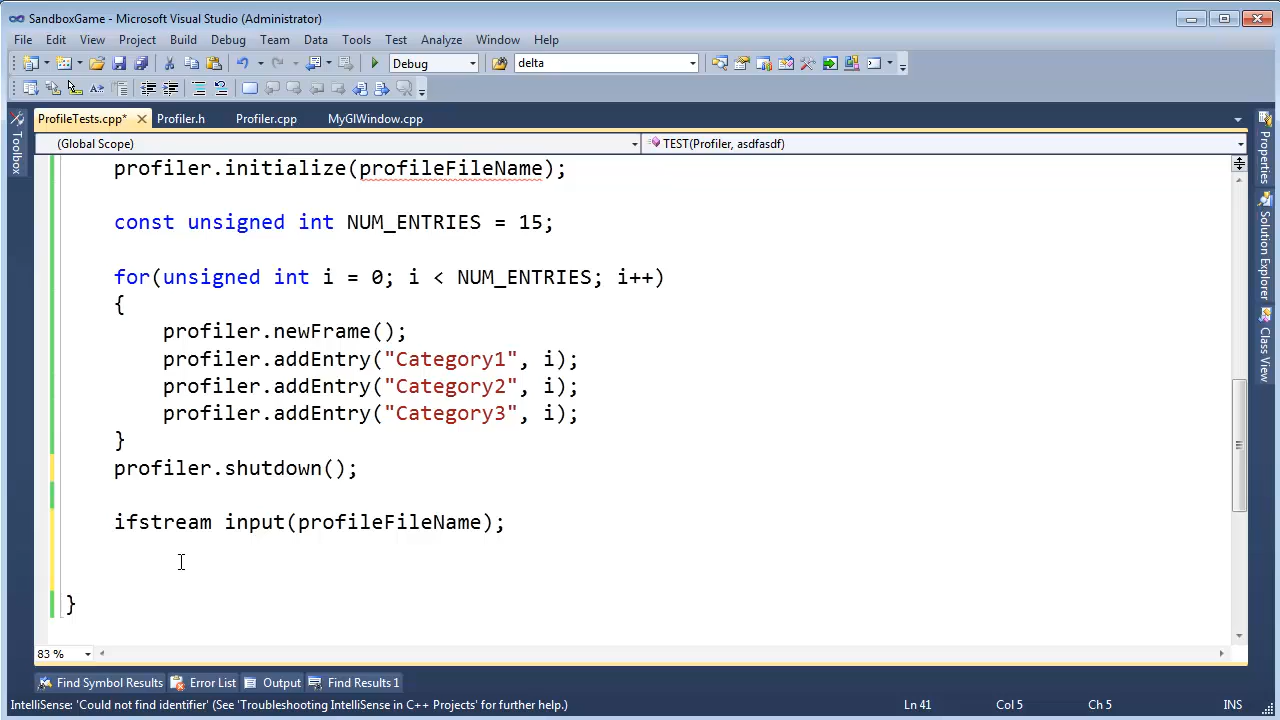 SandboxGame - Microsoft Visual Studio (Administrator)
File Edit View Project Build Debug Team Data Tools Test Analyze Window Help
Debug delta
ProfileTests.cpp* Profiler.h Profiler.cpp MyGlWindow.cpp
(Global Scope) TEST(Profiler, asdfasdf)
Toolbox
Properties
Solution Explorer
Class View
profiler.initialize(profileFileName);
const unsigned int NUM_ENTRIES = 15;
for(unsigned int i = 0; i < NUM_ENTRIES; i++)
{
profiler.newFrame();
profiler.addEntry("Category1", i);
profiler.addEntry("Category2", i);
profiler.addEntry("Category3", i);
}
profiler.shutdown();
ifstream input(profileFileName);
}
83 %
Find Symbol Results Error List Output Find Results 1
IntelliSense: 'Could not find identifier' (See 'Troubleshooting IntelliSense in C++ Projects' for further help.) Ln 41 Col 5 Ch 5 INS